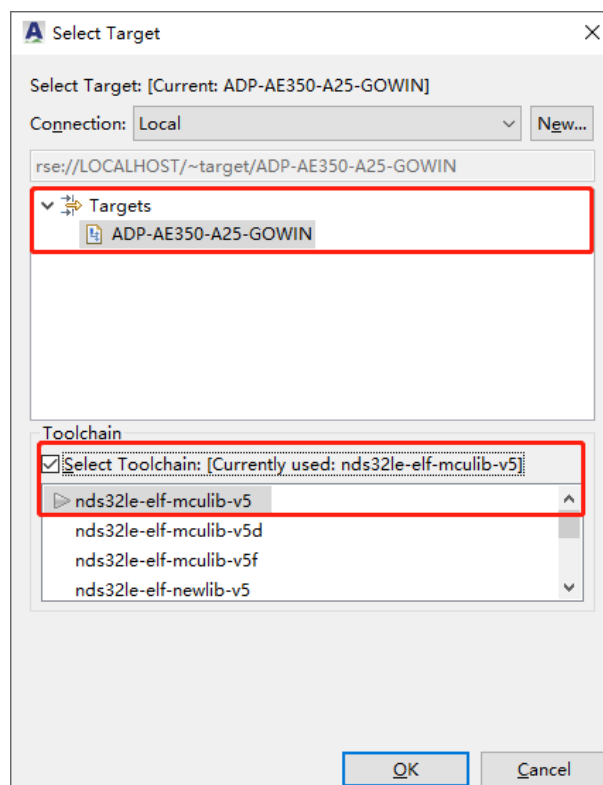 Select Target
Select Target: [Current: ADP-AE350-A25-GOWIN]
Connection: Local New...
rse://LOCALHOST/~target/ADP-AE350-A25-GOWIN
Targets
ADP-AE350-A25-GOWIN
Toolchain
Select Toolchain: [Currently used: nds32le-elf-mculib-v5]
nds32le-elf-mculib-v5
nds32le-elf-mculib-v5d
nds32le-elf-mculib-v5f
nds32le-elf-newlib-v5
OK Cancel